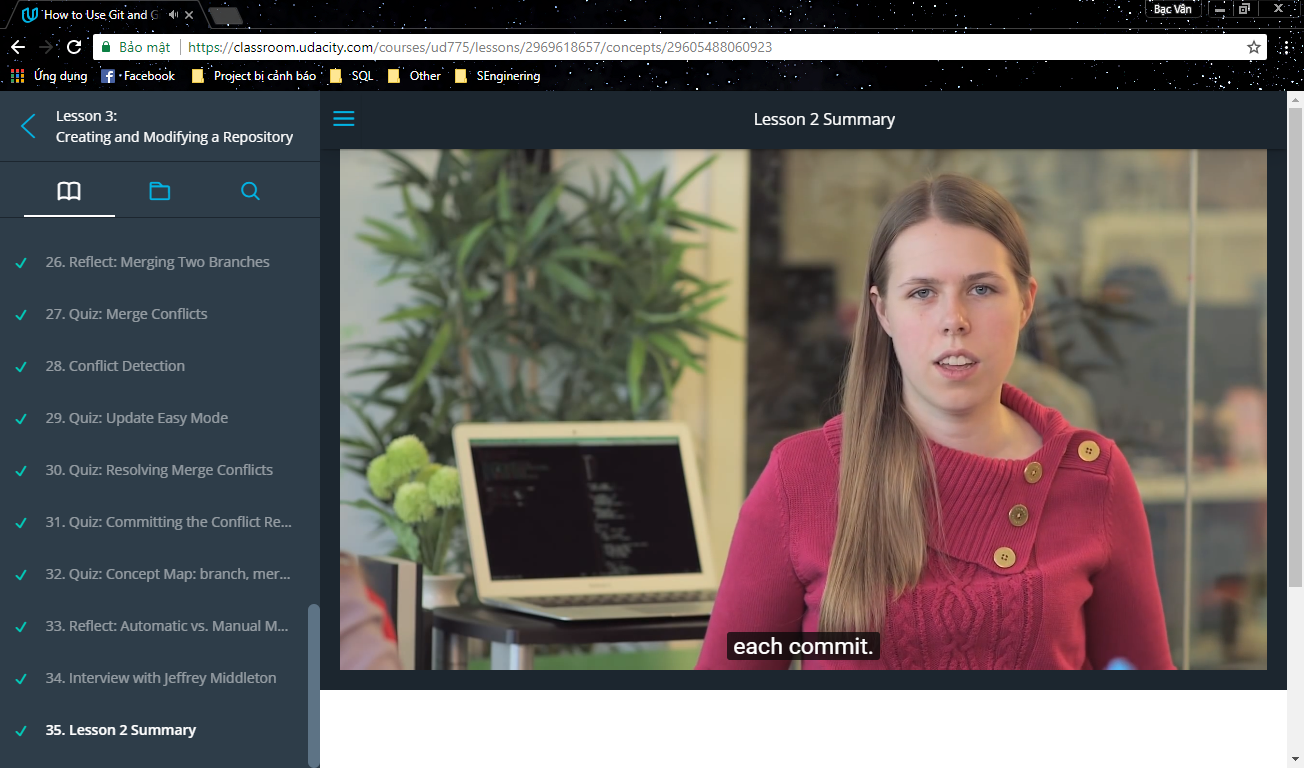 How to Use Git and G
Bạc Vân
Bảo mật
https://classroom.udacity.com/courses/ud775/lessons/2969618657/concepts/29605488060923
Ứng dụng
Facebook
Project bị cảnh báo
SQL
Other
SEnginering
Lesson 3:
Creating and Modifying a Repository
Lesson 2 Summary
26. Reflect: Merging Two Branches
27. Quiz: Merge Conflicts
28. Conflict Detection
29. Quiz: Update Easy Mode
30. Quiz: Resolving Merge Conflicts
31. Quiz: Committing the Conflict Re...
32. Quiz: Concept Map: branch, mer...
33. Reflect: Automatic vs. Manual M...
34. Interview with Jeffrey Middleton
35. Lesson 2 Summary
each commit.